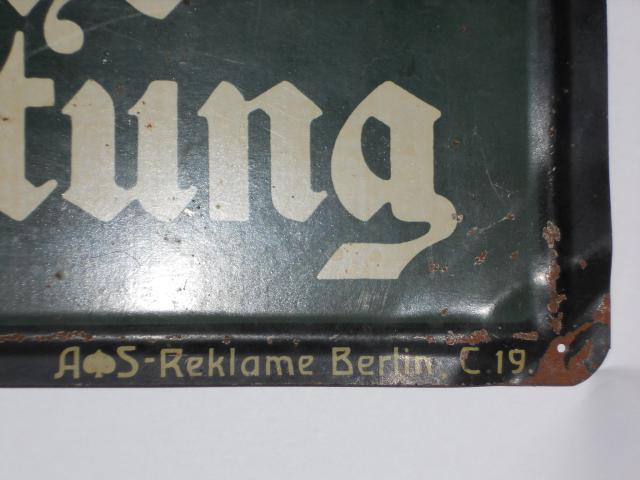 tung
A♠S-Reklame Berlin, C.19.